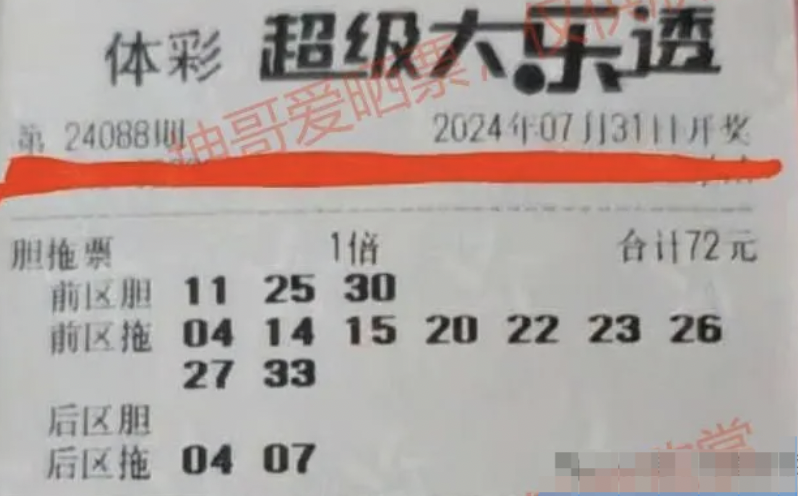 体彩 超级大乐透
第 24088期 2024年07月31日开奖
坤哥爱晒票
胆拖票 1倍 合计72元
前区胆 11 25 30
前区拖 04 14 15 20 22 23 26
27 33
后区胆
后区拖 04 07